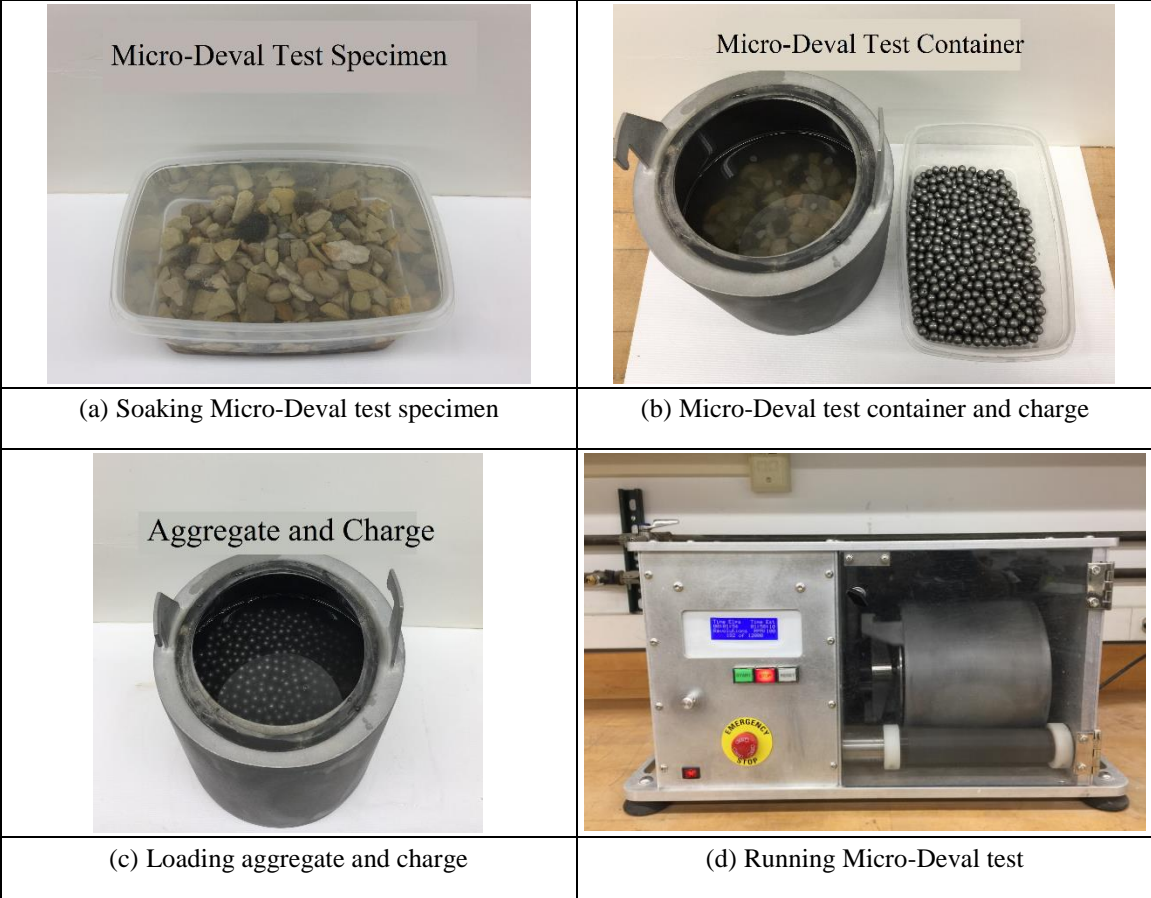 Micro-Deval Test Specimen
Micro-Deval Test Container
(a) Soaking Micro-Deval test specimen
(b) Micro-Deval test container and charge
Aggregate and Charge
EMERGENCY
STOP
(c) Loading aggregate and charge
(d) Running Micro-Deval test